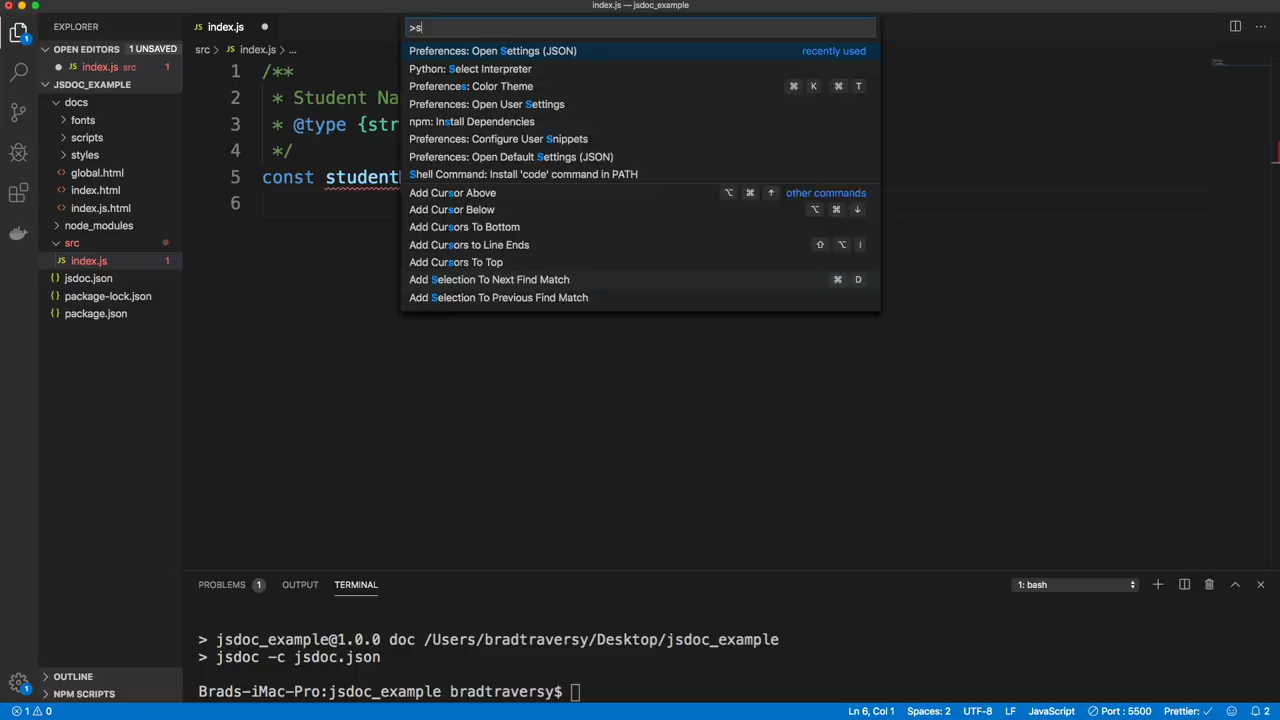 index.js — jsdoc_example
EXPLORER
OPEN EDITORS 1 UNSAVED
JS index.js src 1
JSDOC_EXAMPLE
docs
fonts
scripts
styles
<> global.html
<> index.html
<> index.js.html
node_modules
src
JS index.js 1
{} jsdoc.json
{} package-lock.json
{} package.json
OUTLINE
NPM SCRIPTS
JS index.js
src > JS index.js > ...
1 /**
2 * Student Na
3 * @type {str
4 */
5 const student
6
>s
Preferences: Open Settings (JSON) recently used
Python: Select Interpreter
Preferences: Color Theme ⌘ K ⌘ T
Preferences: Open User Settings
npm: Install Dependencies
Preferences: Configure User Snippets
Preferences: Open Default Settings (JSON)
Shell Command: Install 'code' command in PATH
Add Cursor Above ⌥ ⌘ ↑ other commands
Add Cursor Below ⌥ ⌘ ↓
Add Cursors To Bottom
Add Cursors to Line Ends ⇧ ⌥ I
Add Cursors To Top
Add Selection To Next Find Match ⌘ D
Add Selection To Previous Find Match
PROBLEMS 1 OUTPUT TERMINAL 1: bash
> jsdoc_example@1.0.0 doc /Users/bradtraversy/Desktop/jsdoc_example
> jsdoc -c jsdoc.json
Brads-iMac-Pro:jsdoc_example bradtraversy$
1 0 Ln 6, Col 1 Spaces: 2 UTF-8 LF JavaScript Port : 5500 Prettier: ✓ 2